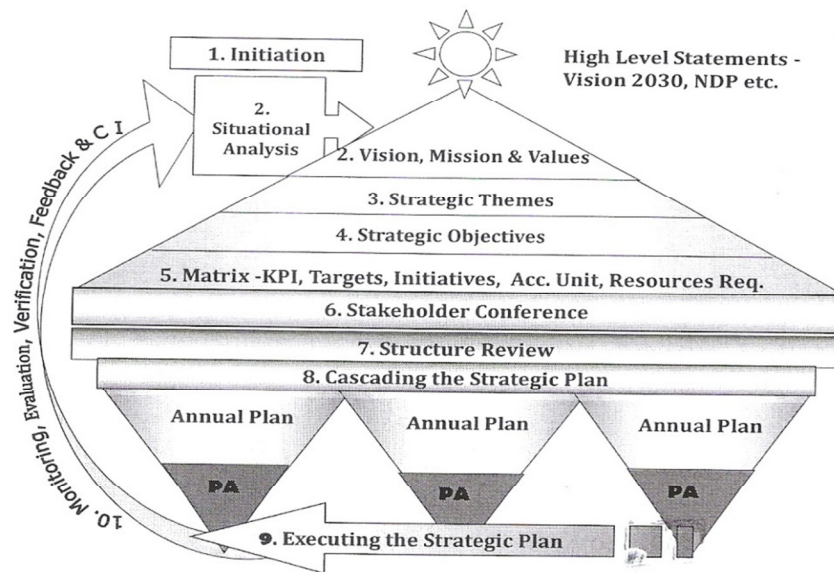 1. Initiation
High Level Statements -
Vision 2030, NDP etc.
2.
Situational
Analysis
2. Vision, Mission & Values
3. Strategic Themes
4. Strategic Objectives
5. Matrix -KPI, Targets, Initiatives, Acc. Unit, Resources Req.
6. Stakeholder Conference
7. Structure Review
8. Cascading the Strategic Plan
Annual Plan
Annual Plan
Annual Plan
PA
PA
PA
9. Executing the Strategic Plan
10. Monitoring, Evaluation, Verification, Feedback & C I